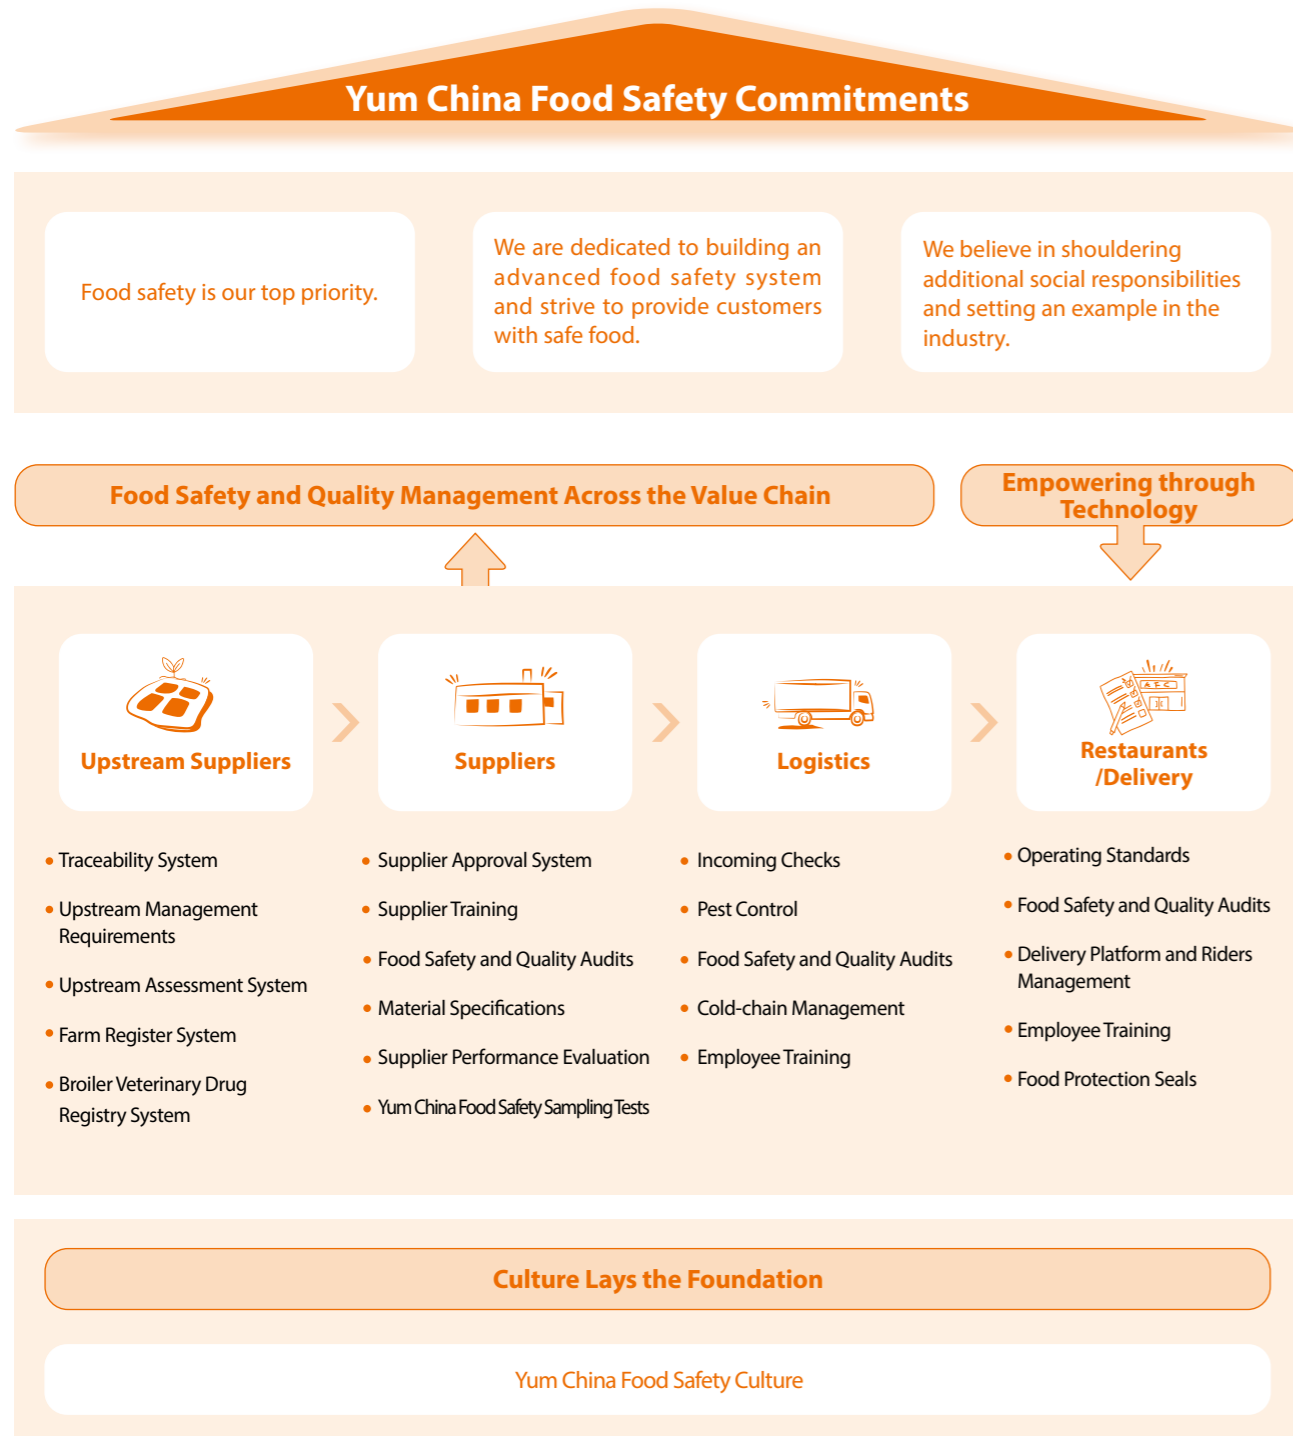 Yum China Food Safety Commitments
Food safety is our top priority.
We are dedicated to building an
advanced food safety system
and strive to provide customers
with safe food.
We believe in shouldering
additional social responsibilities
and setting an example in the
industry.
Food Safety and Quality Management Across the Value Chain
Empowering through
Technology
Upstream Suppliers
• Traceability System
• Upstream Management
Requirements
• Upstream Assessment System
• Farm Register System
• Broiler Veterinary Drug
Registry System
Suppliers
• Supplier Approval System
• Supplier Training
• Food Safety and Quality Audits
• Material Specifications
• Supplier Performance Evaluation
• Yum China Food Safety Sampling Tests
Logistics
• Incoming Checks
• Pest Control
• Food Safety and Quality Audits
• Cold-chain Management
• Employee Training
AFC
Restaurants
/Delivery
• Operating Standards
• Food Safety and Quality Audits
• Delivery Platform and Riders
Management
• Employee Training
• Food Protection Seals
Culture Lays the Foundation
Yum China Food Safety Culture